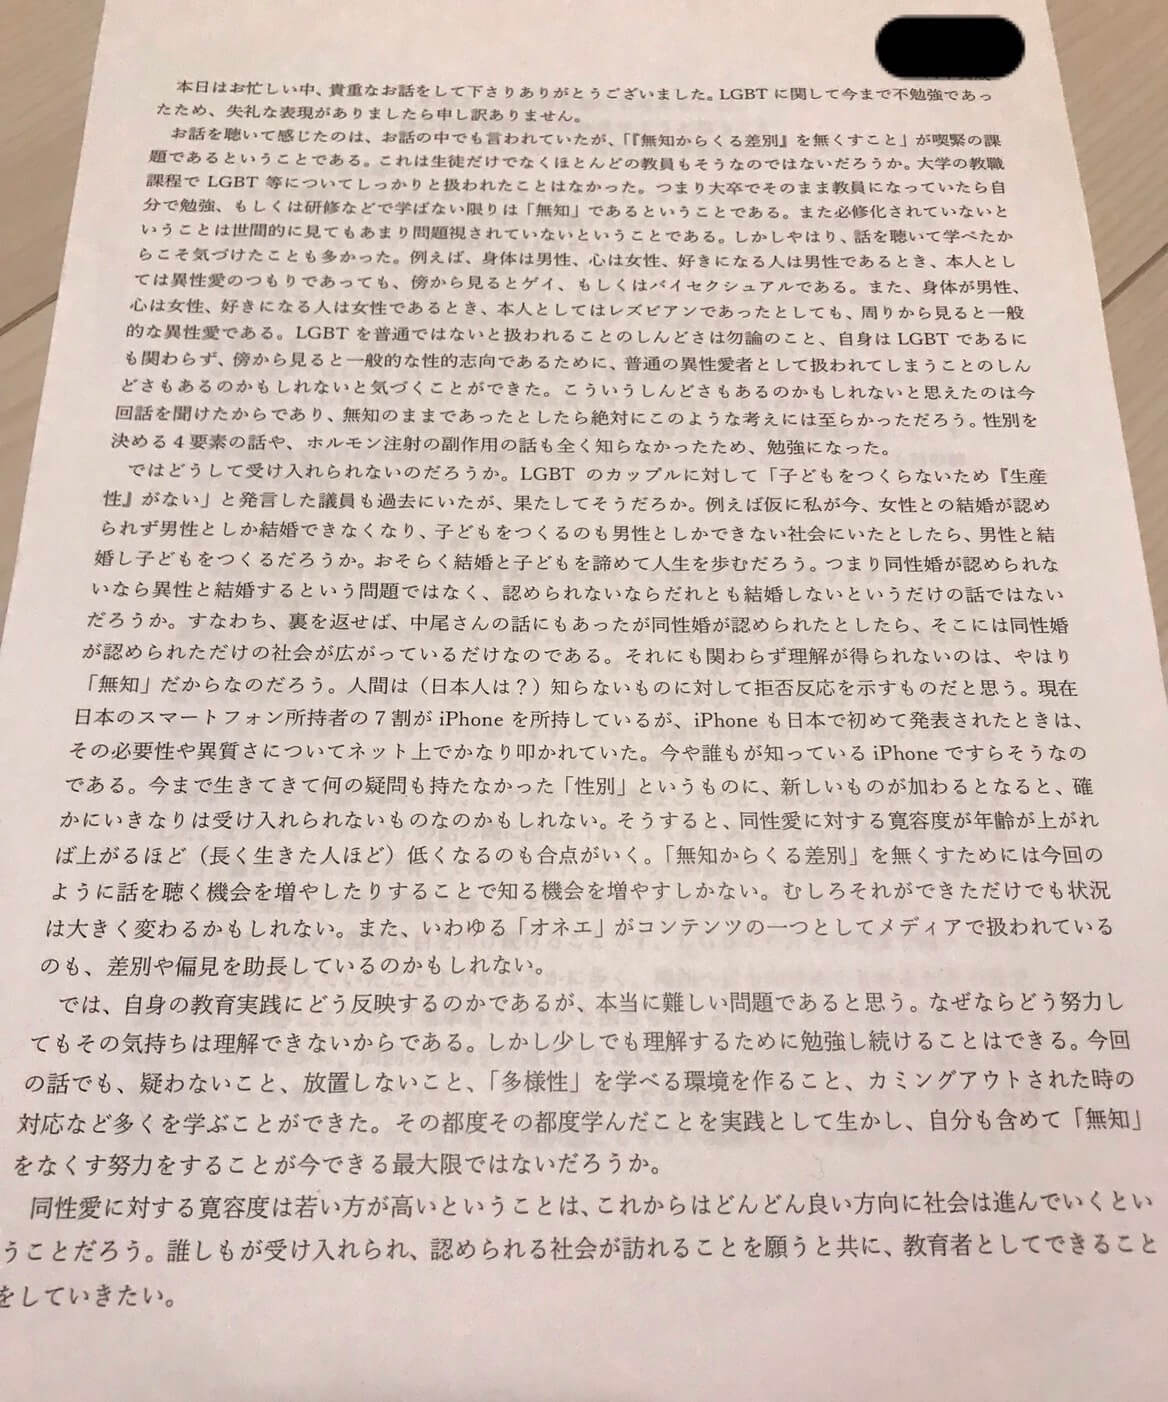 本日はお忙しい中、貴重なお話をして下さりありがとうございました。LGBT に関して今まで不勉強であっ
たため、失礼な表現がありましたら申し訳ありません。
お話を聴いて感じたのは、お話の中でも言われていたが、「『無知からくる差別』を無くすこと」が喫緊の課
題であるということである。これは生徒だけでなくほとんどの教員もそうなのではないだろうか。大学の教職
課程で LGBT 等についてしっかりと扱われたことはなかった。つまり大卒でそのまま教員になっていたら自
分で勉強、もしくは研修などで学ばない限りは「無知」であるということである。また必修化されていないと
いうことは世間的に見てもあまり問題視されていないということである。しかしやはり、話を聴いて学べたか
らこそ気づけたことも多かった。例えば、身体は男性、心は女性、好きになる人は男性であるとき、本人とし
ては異性愛のつもりであっても、傍から見るとゲイ、もしくはバイセクシュアルである。また、身体が男性、
心は女性、好きになる人は女性であるとき、本人としてはレズビアンであったとしても、周りから見ると一般
的な異性愛である。LGBT を普通ではないと扱われることのしんどさは勿論のこと、自身は LGBT であるに
も関わらず、傍から見ると一般的な性的志向であるために、普通の異性愛者として扱われてしまうことのしん
どさもあるのかもしれないと気づくことができた。こういうしんどさもあるのかもしれないと思えたのは今
回話を聞けたからであり、無知のままであったとしたら絶対にこのような考えには至らかっただろう。性別を
決める４要素の話や、ホルモン注射の副作用の話も全く知らなかったため、勉強になった。
ではどうして受け入れられないのだろうか。LGBT のカップルに対して「子どもをつくらないため『生産
性』がない」と発言した議員も過去にいたが、果たしてそうだろか。例えば仮に私が今、女性との結婚が認め
られず男性としか結婚できなくなり、子どもをつくるのも男性としかできない社会にいたとしたら、男性と結
婚し子どもをつくるだろうか。おそらく結婚と子どもを諦めて人生を歩むだろう。つまり同性婚が認められな
いなら異性と結婚するという問題ではなく、認められないならだれとも結婚しないというだけの話ではない
だろうか。すなわち、裏を返せば、中尾さんの話にもあったが同性婚が認められたとしたら、そこには同性婚
が認められただけの社会が広がっているだけなのである。それにも関わらず理解が得られないのは、やはり
「無知」だからなのだろう。人間は（日本人は？）知らないものに対して拒否反応を示すものだと思う。現在
日本のスマートフォン所持者の７割が iPhone を所持しているが、iPhone も日本で初めて発表されたときは、
その必要性や異質さについてネット上でかなり叩かれていた。今や誰もが知っている iPhone ですらそうなの
である。今まで生きてきて何の疑問も持たなかった「性別」というものに、新しいものが加わるとなると、確
かにいきなりは受け入れられないものなのかもしれない。そうすると、同性愛に対する寛容度が年齢が上がれ
ば上がるほど（長く生きた人ほど）低くなるのも合点がいく。「無知からくる差別」を無くすためには今回の
ように話を聴く機会を増やしたりすることで知る機会を増やすしかない。むしろそれができただけでも状況
は大きく変わるかもしれない。また、いわゆる「オネエ」がコンテンツの一つとしてメディアで扱われている
のも、差別や偏見を助長しているのかもしれない。
では、自身の教育実践にどう反映するのかであるが、本当に難しい問題であると思う。なぜならどう努力し
てもその気持ちは理解できないからである。しかし少しでも理解するために勉強し続けることはできる。今回
の話でも、疑わないこと、放置しないこと、「多様性」を学べる環境を作ること、カミングアウトされた時の
対応など多くを学ぶことができた。その都度その都度学んだことを実践として生かし、自分も含めて「無知」
をなくす努力をすることが今できる最大限ではないだろうか。
同性愛に対する寛容度は若い方が高いということは、これからはどんどん良い方向に社会は進んでいくとい
うことだろう。誰しもが受け入れられ、認められる社会が訪れることを願うと共に、教育者としてできること
をしていきたい。